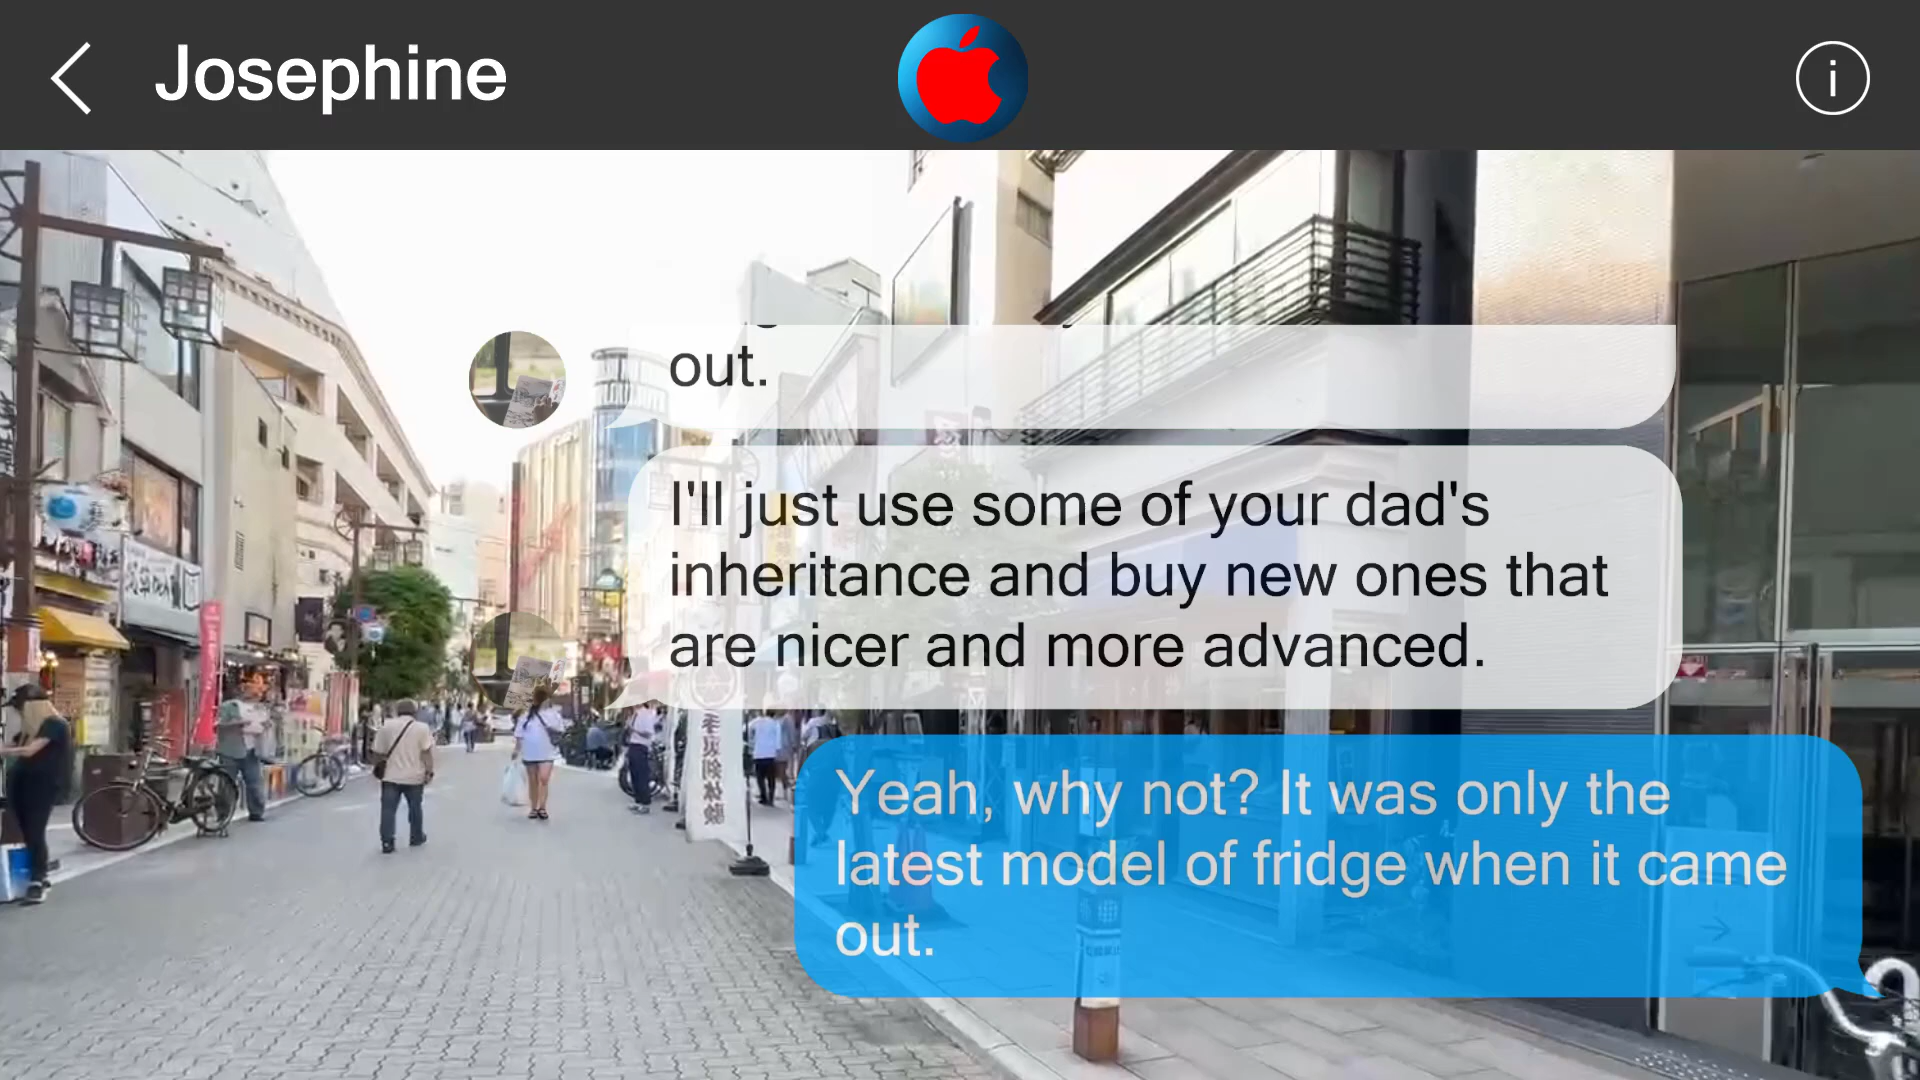 Josephine
i
out.
I'll just use some of your dad's
inheritance and buy new ones that
are nicer and more advanced.
Yeah, why not? It was only the
latest model of fridge when it came
out.